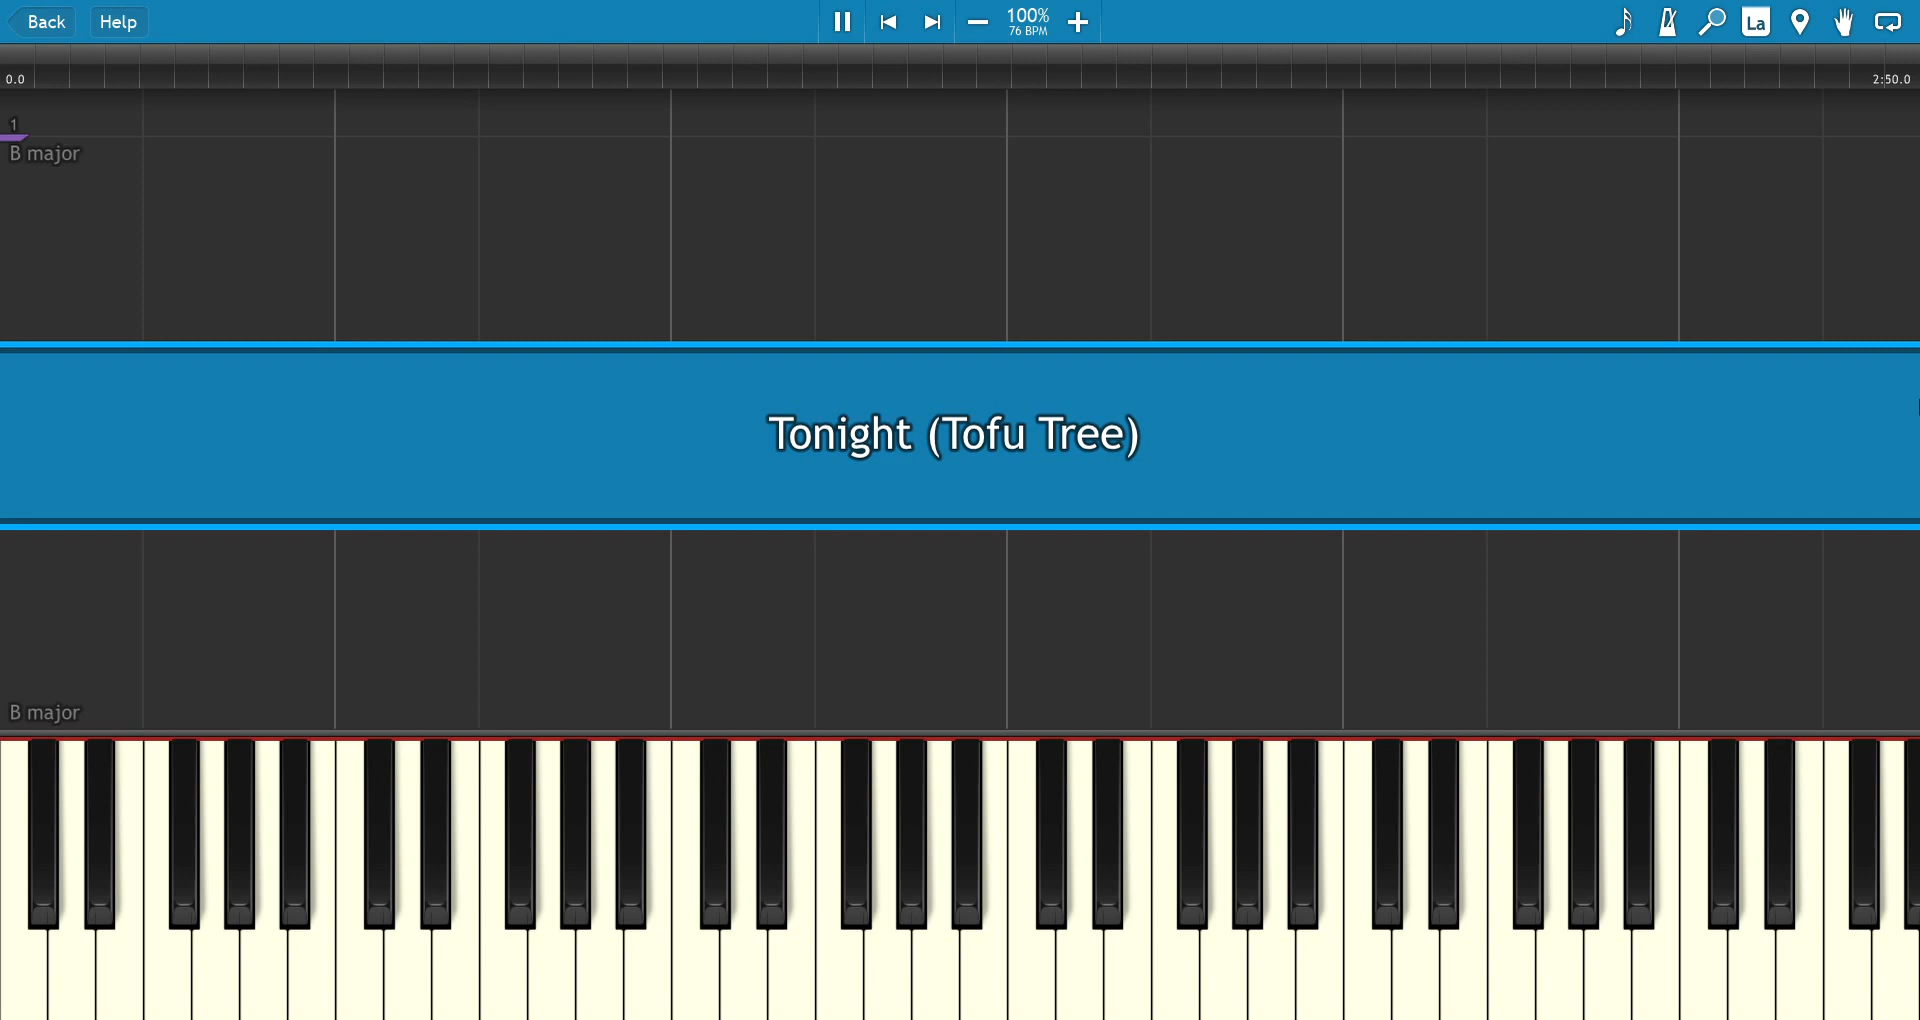 Back
Help
100%
76 BPM
La
0.0
2:50.0
1
B major
Tonight (Tofu Tree)
B major